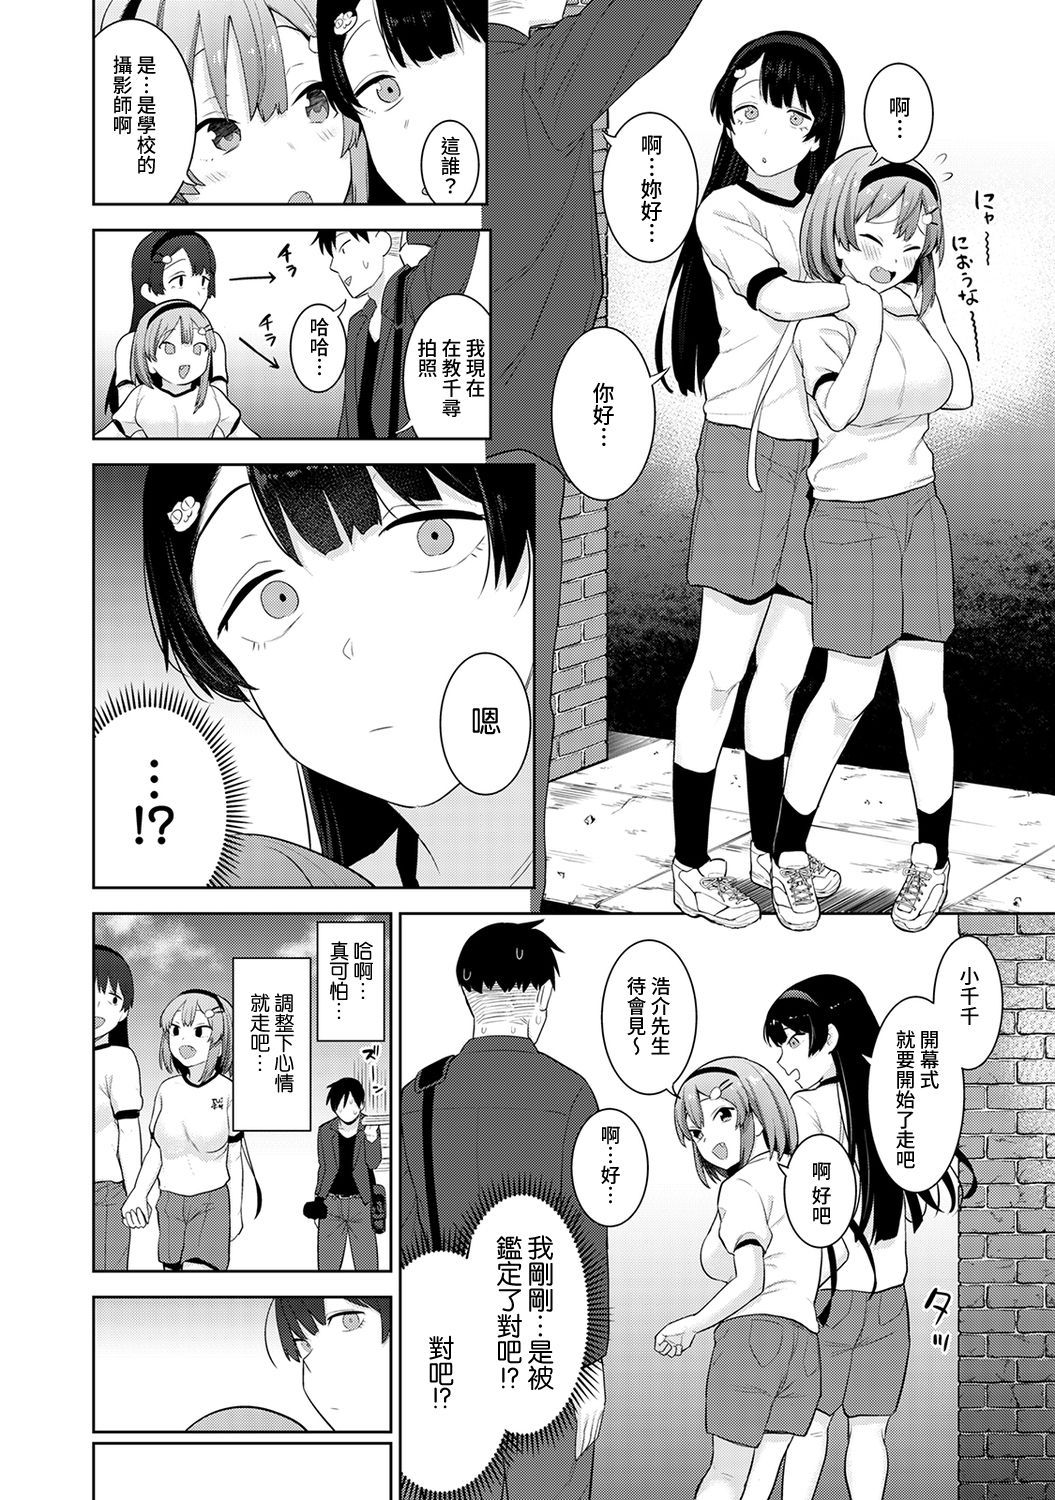 啊…
啊…妳好…
你好…
にゃ～
におうな～
這誰？
是…是學校的
攝影師啊
チラ
チラ
我現在
在教千尋
拍照
哈哈…
嗯
…!?
小千千
開幕式
就要開始了走吧
啊 好吧
浩介先生
待會見～
啊…好…
タッ
我剛剛…是被
鑑定了對吧!?
對吧!?
哈啊…
真可怕…
調整下心情
就走吧…
ズーン